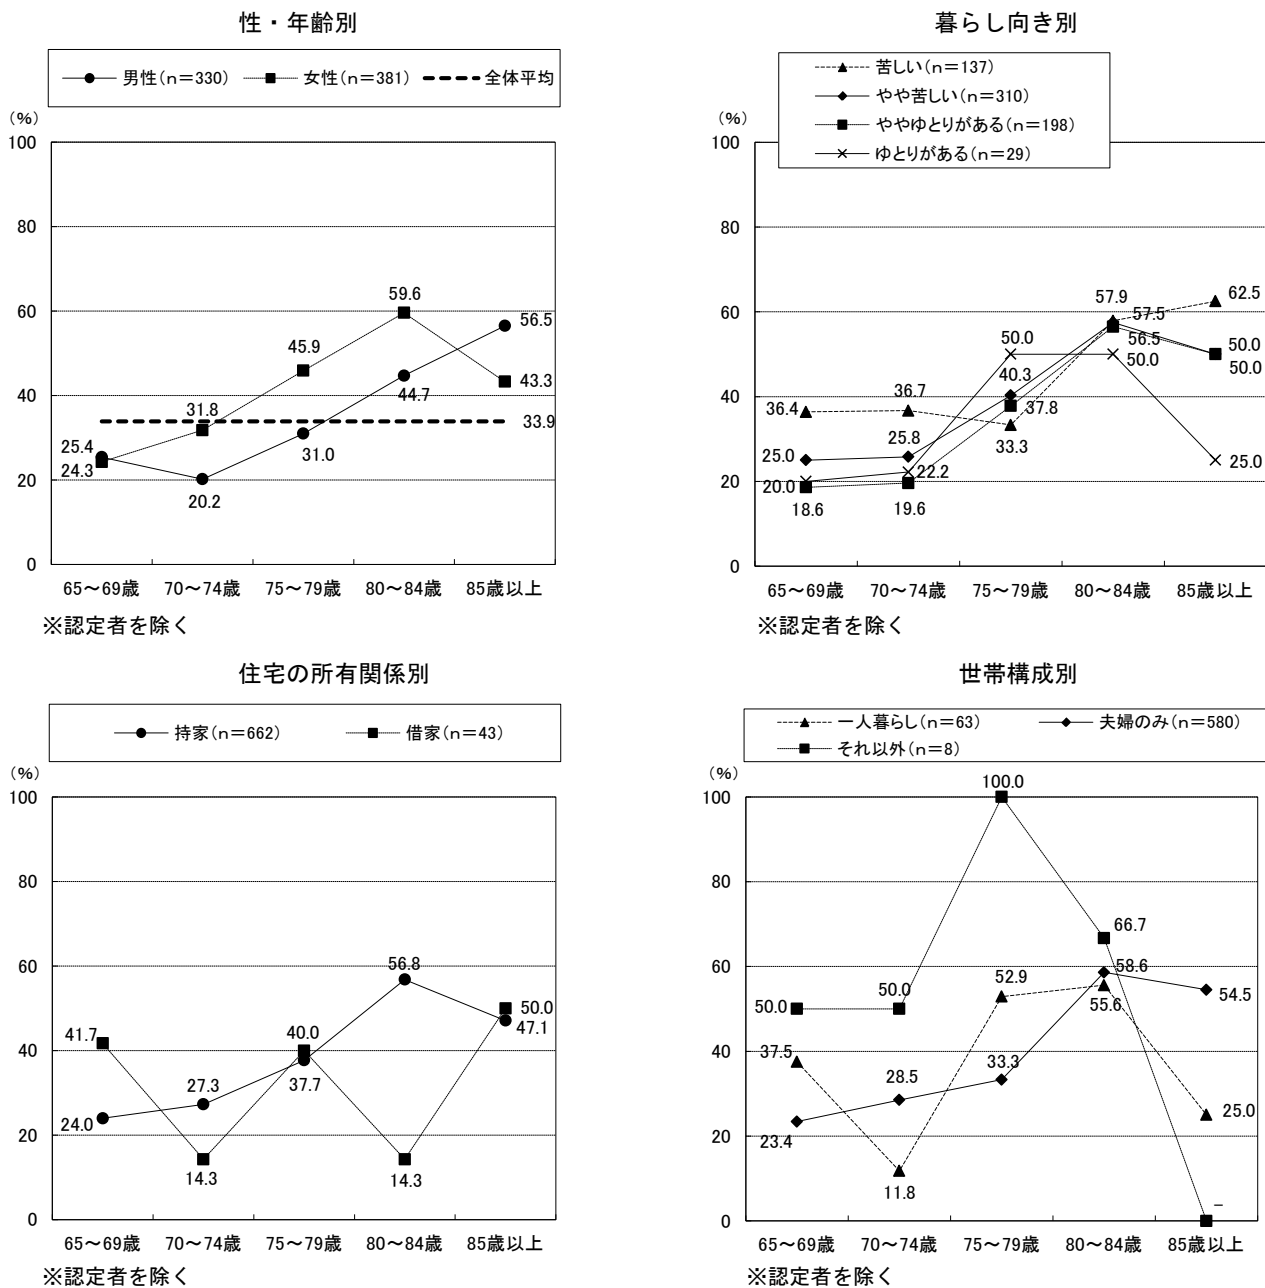 性・年齢別
男性(n=330)
女性(n=381)
全体平均
(%)
100
80
60
40
20
0
25.4
24.3
31.8
20.2
45.9
31.0
59.6
44.7
56.5
43.3
33.9
65～69歳
70～74歳
75～79歳
80～84歳
85歳以上
※認定者を除く
暮らし向き別
苦しい(n=137)
やや苦しい(n=310)
ややゆとりがある(n=198)
ゆとりがある(n=29)
(%)
100
80
60
40
20
0
36.4
25.0
20.0
18.6
36.7
25.8
22.2
19.6
50.0
40.3
37.8
33.3
57.9
57.5
56.5
50.0
62.5
50.0
50.0
25.0
65～69歳
70～74歳
75～79歳
80～84歳
85歳以上
※認定者を除く
住宅の所有関係別
持家(n=662)
借家(n=43)
(%)
100
80
60
40
20
0
41.7
24.0
27.3
14.3
40.0
37.7
56.8
14.3
50.0
47.1
65～69歳
70～74歳
75～79歳
80～84歳
85歳以上
※認定者を除く
世帯構成別
一人暮らし(n=63)
夫婦のみ(n=580)
それ以外(n=8)
(%)
100
80
60
40
20
0
50.0
37.5
23.4
50.0
28.5
11.8
100.0
52.9
33.3
66.7
58.6
55.6
54.5
25.0
－
65～69歳
70～74歳
75～79歳
80～84歳
85歳以上
※認定者を除く